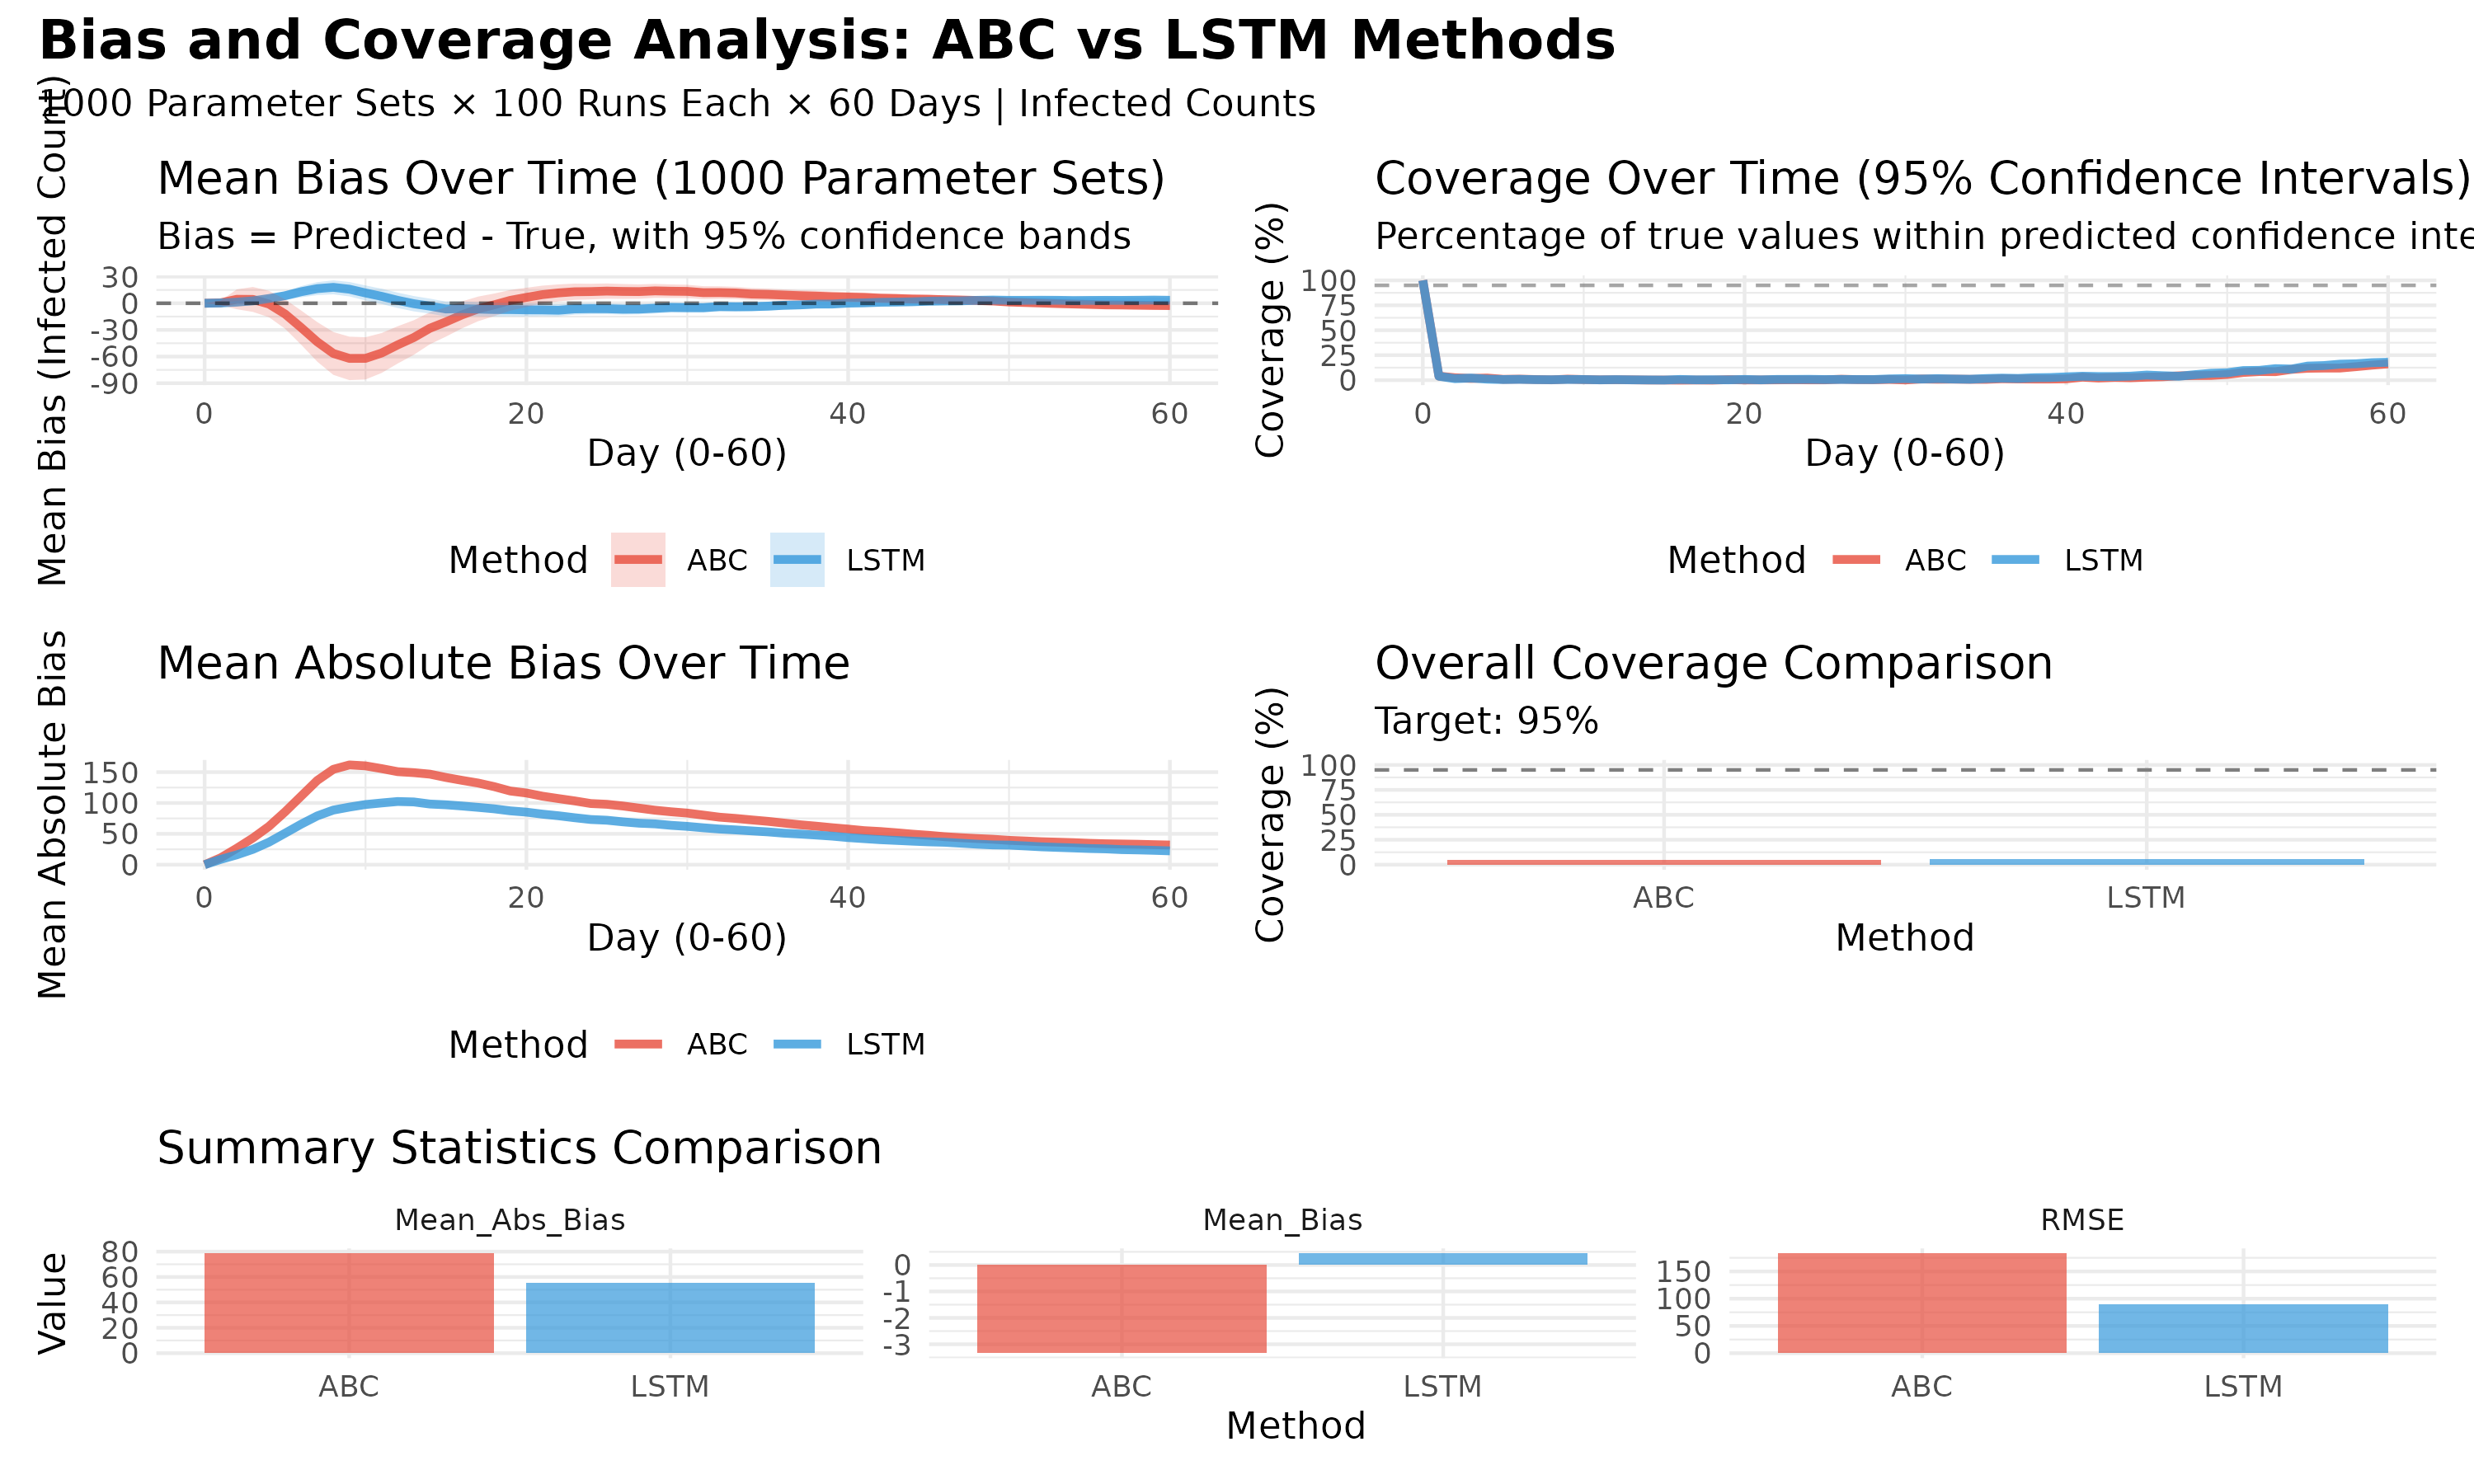 Bias and Coverage Analysis: ABC vs LSTM Methods
1000 Parameter Sets × 100 Runs Each × 60 Days | Infected Counts
Mean Bias Over Time (1000 Parameter Sets)
Bias = Predicted - True, with 95% confidence bands
Mean Bias (Infected Count)
30
0
-30
-60
-90
0 20 40 60
Day (0-60)
Method ABC LSTM
Coverage Over Time (95% Confidence Intervals)
Percentage of true values within predicted confidence inte
Coverage (%)
100
75
50
25
0
0 20 40 60
Day (0-60)
Method ABC LSTM
Mean Absolute Bias Over Time
Mean Absolute Bias
150
100
50
0
0 20 40 60
Day (0-60)
Method ABC LSTM
Overall Coverage Comparison
Target: 95%
Coverage (%)
100
75
50
25
0
ABC LSTM
Method
Summary Statistics Comparison
Value
Mean_Abs_Bias
80
60
40
20
0
ABC LSTM
Mean_Bias
0
-1
-2
-3
ABC LSTM
RMSE
150
100
50
0
ABC LSTM
Method